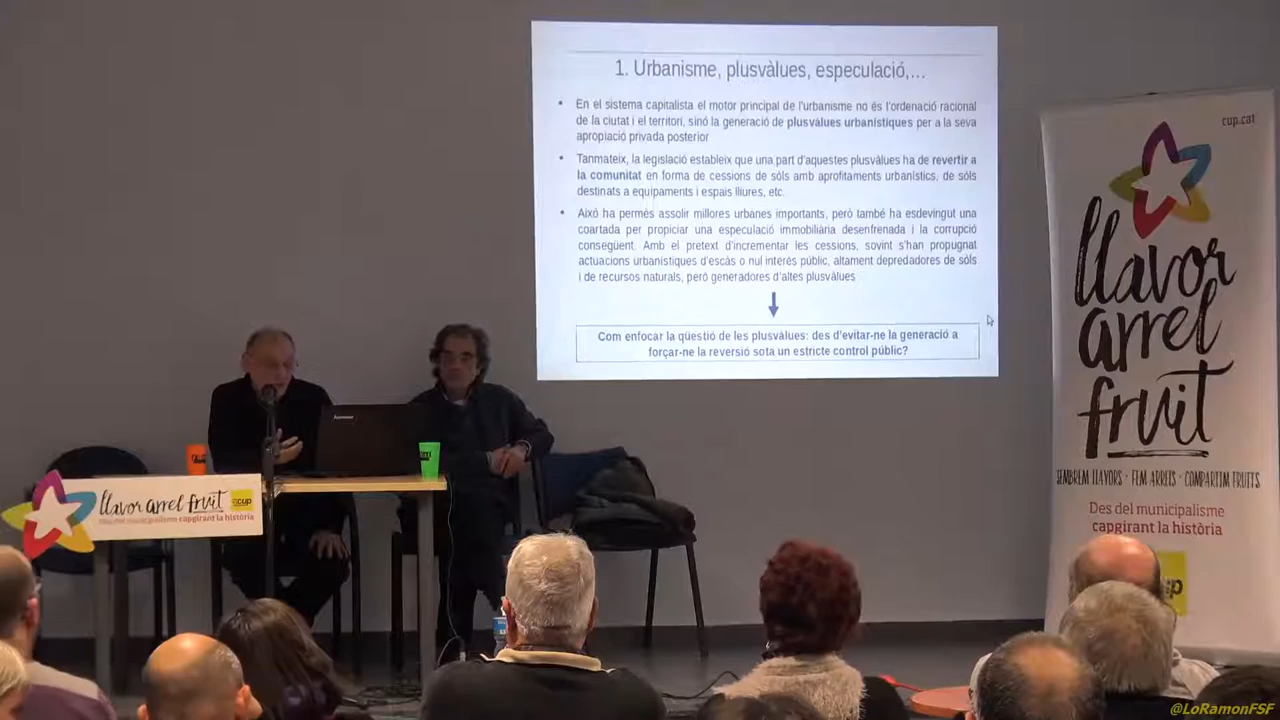 1. Urbanisme, plusvàlues, especulació,...
• En el sistema capitalista el motor principal de l'urbanisme no és l'ordenació racional
de la ciutat i el territori, sinó la generació de plusvàlues urbanístiques per a la seva
apropiació privada posterior
• Tanmateix, la legislació estableix que una part d'aquestes plusvàlues ha de revertir a
la comunitat en forma de cessions de sòls amb aprofitaments urbanístics, de sòls
destinats a equipaments i espais lliures, etc.
• Això ha permès assolir millores urbanes importants, però també ha esdevingut una
coartada per propiciar una especulació immobiliària desenfrenada i la corrupció
consegüent. Amb el pretext d'incrementar les cessions, sovint s'han propugnat
actuacions urbanístiques d'escàs o nul interès públic, altament depredadores de sòls
i de recursos naturals, però generadores d'altes plusvàlues
Com enfocar la qüestió de les plusvàlues: des d'evitar-ne la generació a
forçar-ne la reversió sota un estricte control públic?
cup.cat
llavor
arrel
fruit
SEMBREM LLAVORS · FEM ARRELS · COMPARTIM FRUITS
Des del municipalisme
capgirant la història
cup
llavor arrel fruit
Des del municipalisme capgirant la història
cup
@LoRamonFSF